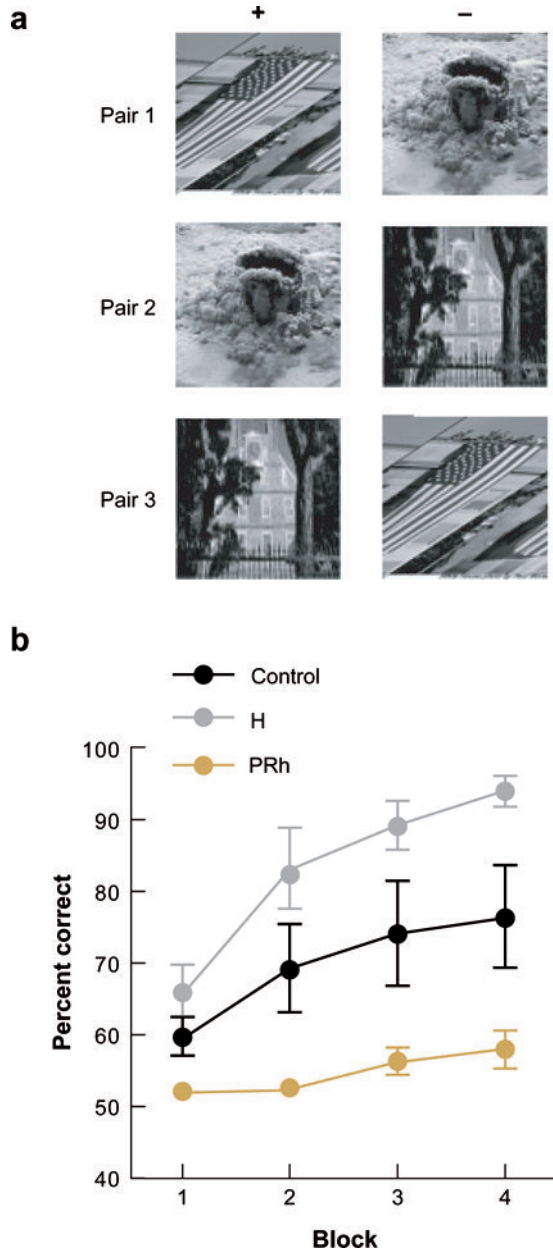 a
+ –
Pair 1
Pair 2
Pair 3
b
Control
H
PRh
100
90
80
70
60
50
40
Percent correct
1 2 3 4
Block